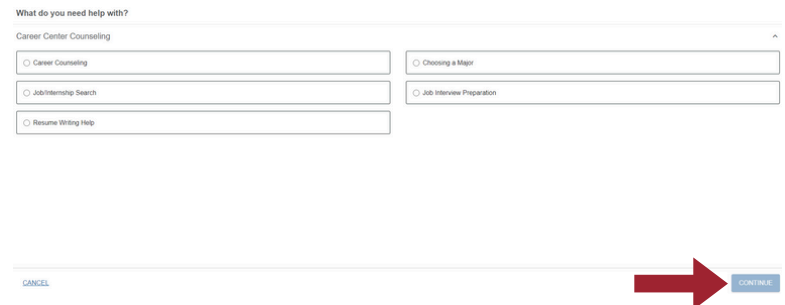 What do you need help with?
Career Center Counseling
Career Counseling
Choosing a Major
Job/Internship Search
Job Interview Preparation
Resume Writing Help
CANCEL
CONTINUE